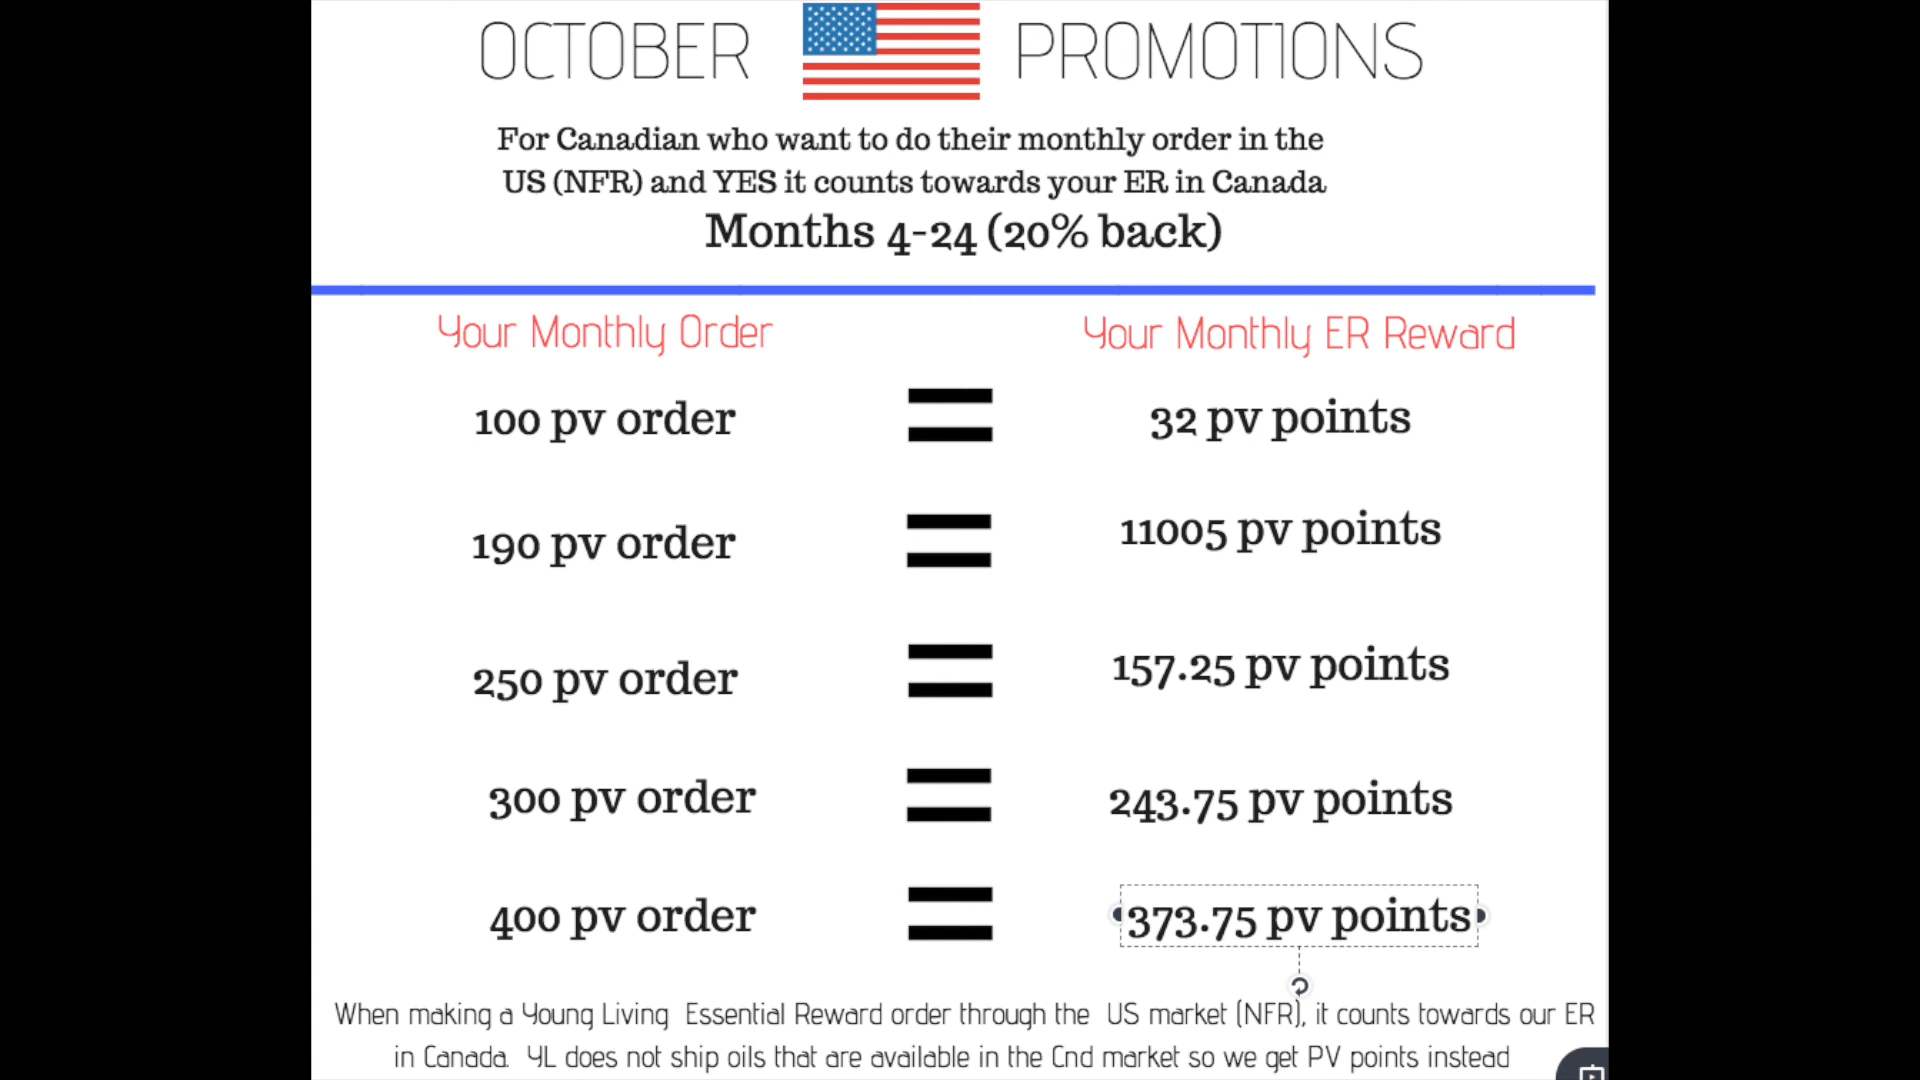 OCTOBER PROMOTIONS
For Canadian who want to do their monthly order in the
US (NFR) and YES it counts towards your ER in Canada
Months 4-24 (20% back)
Your Monthly Order Your Monthly ER Reward
100 pv order 32 pv points
190 pv order 11005 pv points
250 pv order 157.25 pv points
300 pv order 243.75 pv points
400 pv order 373.75 pv points
When making a Young Living Essential Reward order through the US market (NFR), it counts towards our ER
in Canada. YL does not ship oils that are available in the Cnd market so we get PV points instead